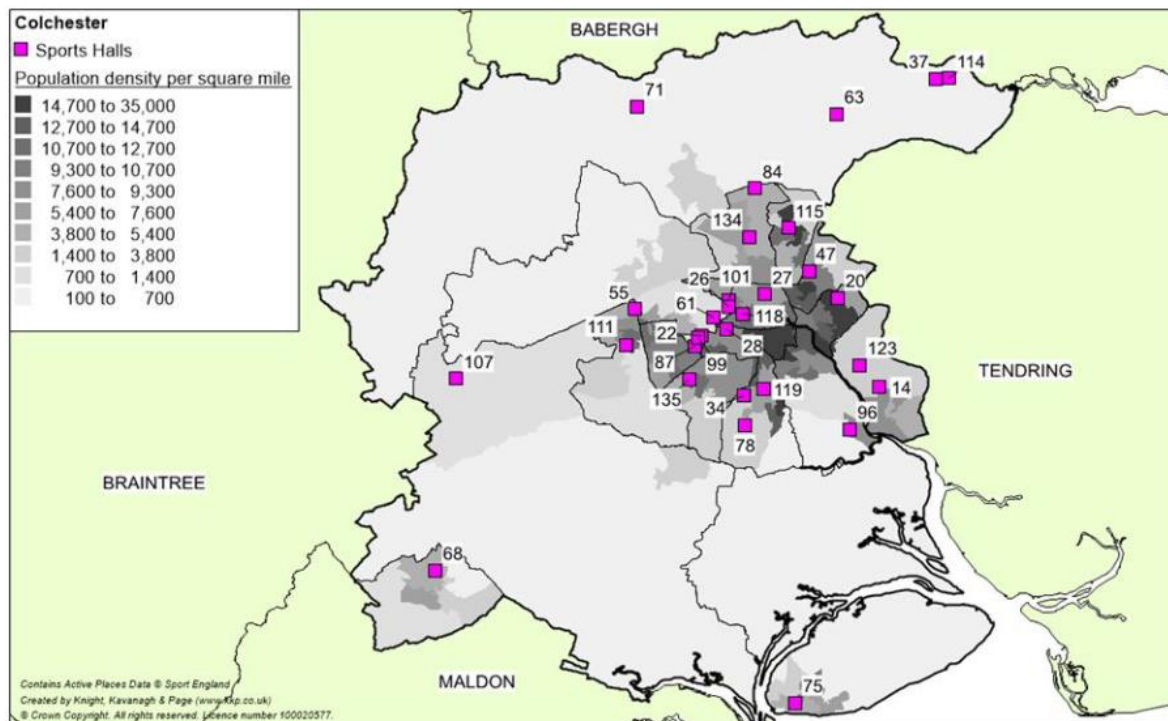 Colchester
Sports Halls
Population density per square mile
14,700 to 35,000
12,700 to 14,700
10,700 to 12,700
9,300 to 10,700
7,600 to 9,300
5,400 to 7,600
3,800 to 5,400
1,400 to 3,800
700 to 1,400
100 to 700
BABERGH
37
114
71
63
84
134
115
47
101
27
26
20
55
61
118
111
22
28
123
107
87
99
TENDRING
14
135
34
119
96
78
BRAINTREE
68
MALDON
75
Contains Active Places Data © Sport England
Created by Knight, Kavanagh & Page (www.kkp.co.uk)
© Crown Copyright. All rights reserved. Licence number 100020577.